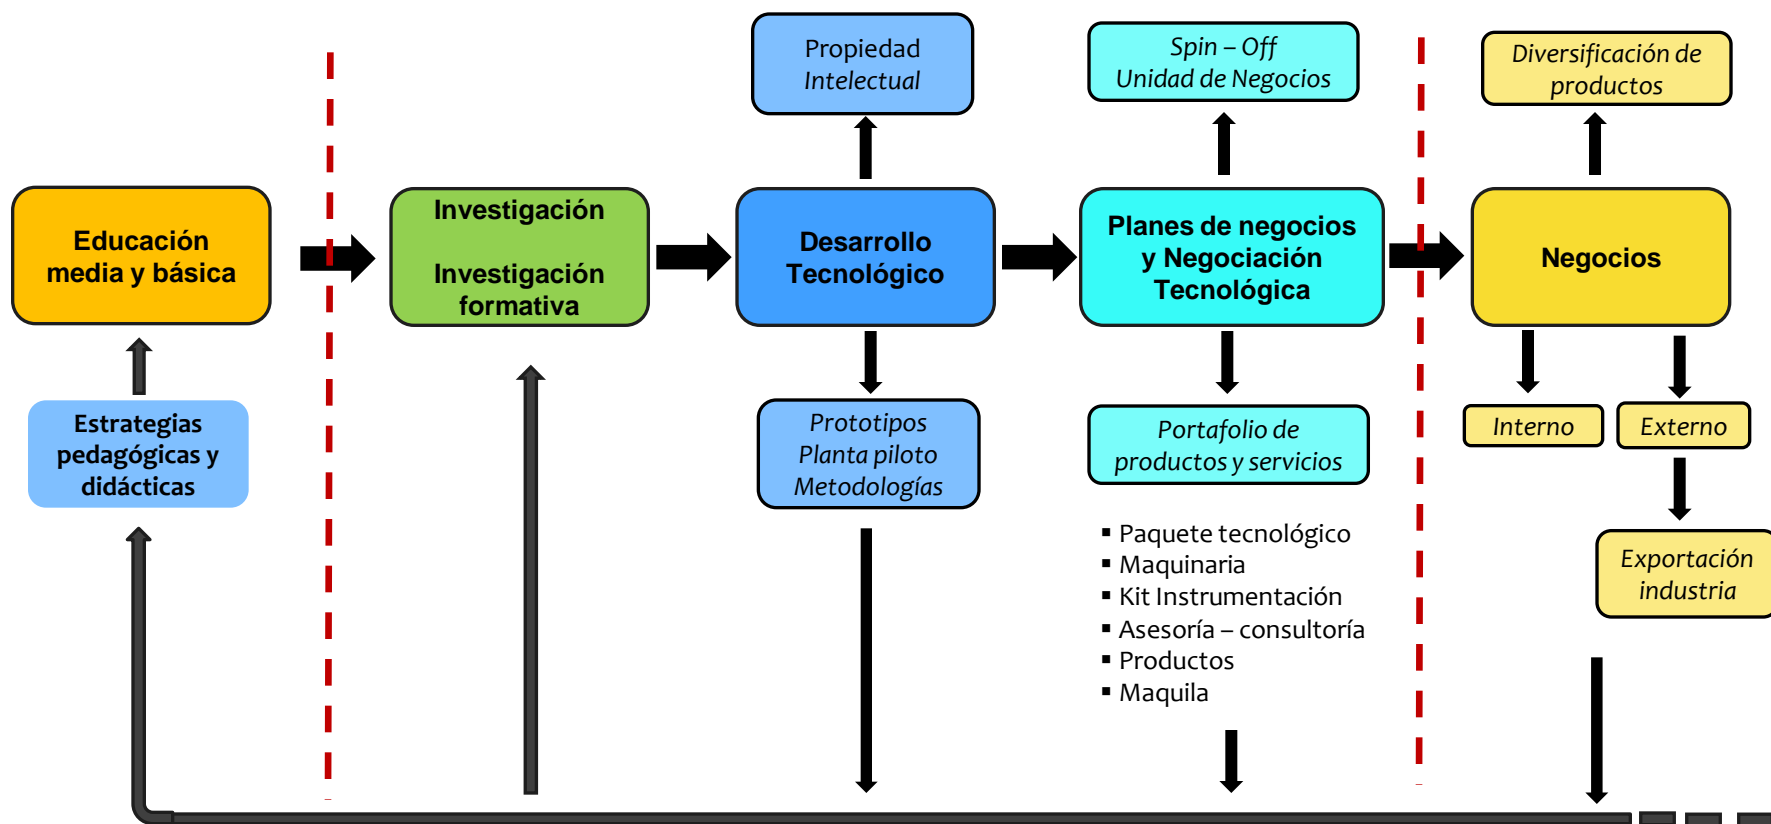 Propiedad
Intelectual
Spin – Off
Unidad de Negocios
Diversificación de
productos
Educación
media y básica
Investigación
Investigación
formativa
Desarrollo
Tecnológico
Planes de negocios
y Negociación
Tecnológica
Negocios
Estrategias
pedagógicas y
didácticas
Prototipos
Planta piloto
Metodologías
Portafolio de
productos y servicios
Interno
Externo
▪ Paquete tecnológico
▪ Maquinaria
▪ Kit Instrumentación
▪ Asesoría – consultoría
▪ Productos
▪ Maquila
Exportación
industria